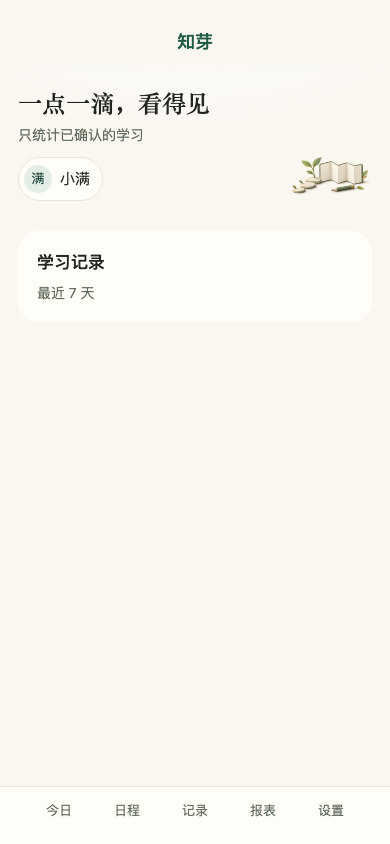 知芽
一点一滴，看得见
只统计已确认的学习
满 小满
学习记录
最近 7 天
今日 日程 记录 报表 设置